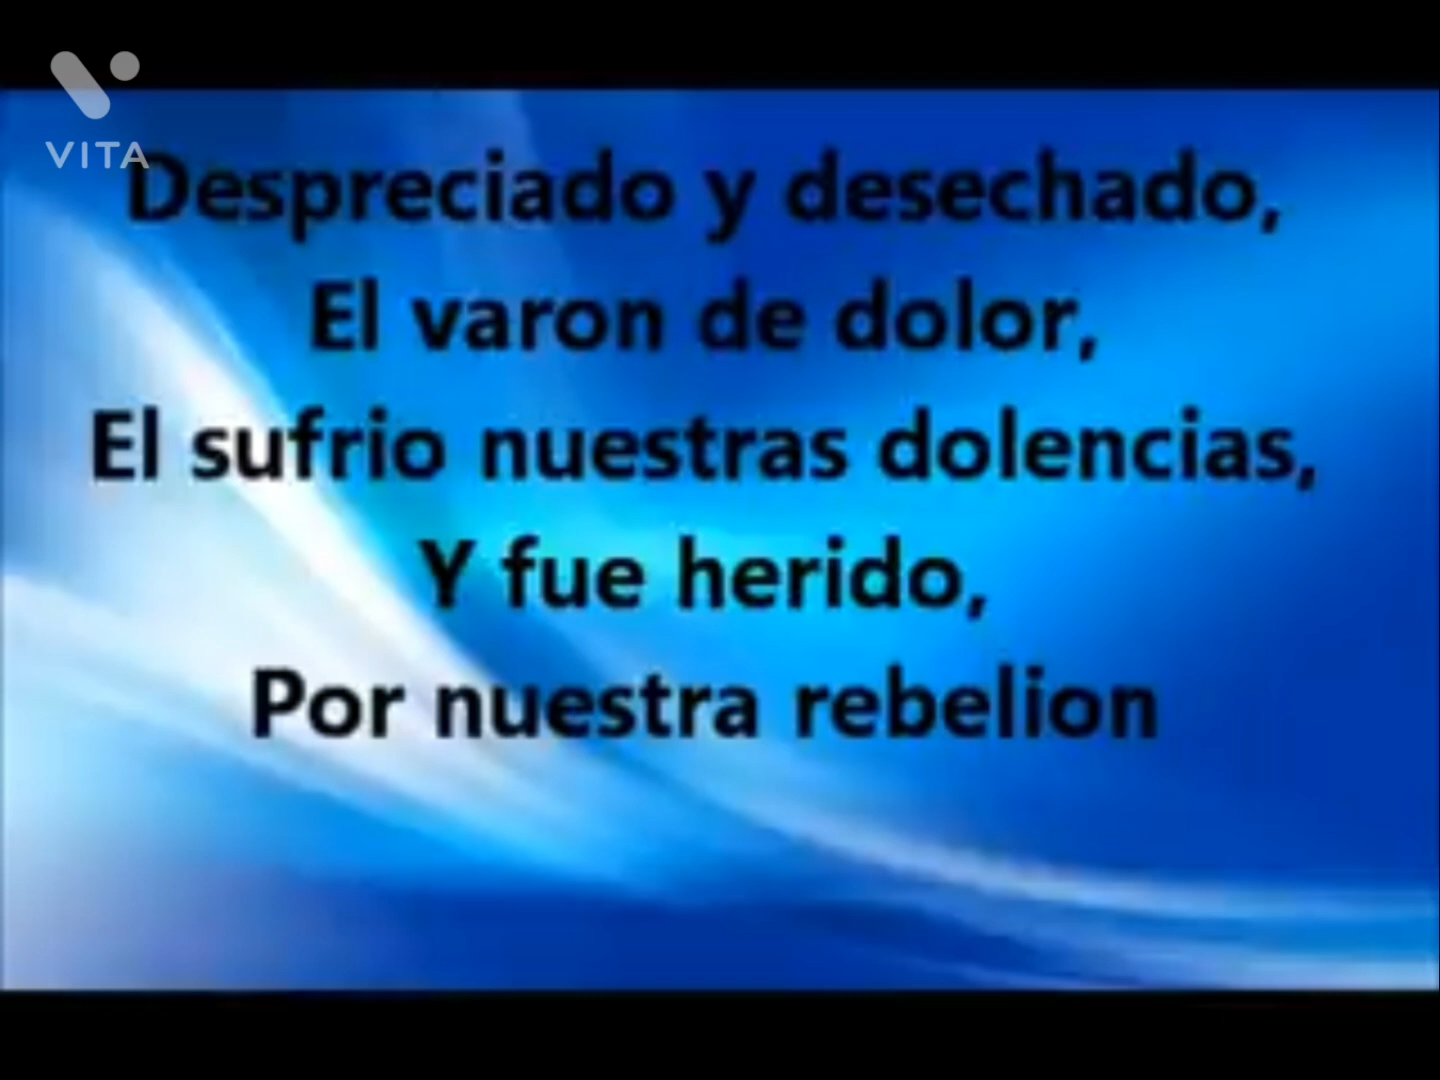 VITA
Despreciado y desechado,
El varon de dolor,
El sufrio nuestras dolencias,
Y fue herido,
Por nuestra rebelion